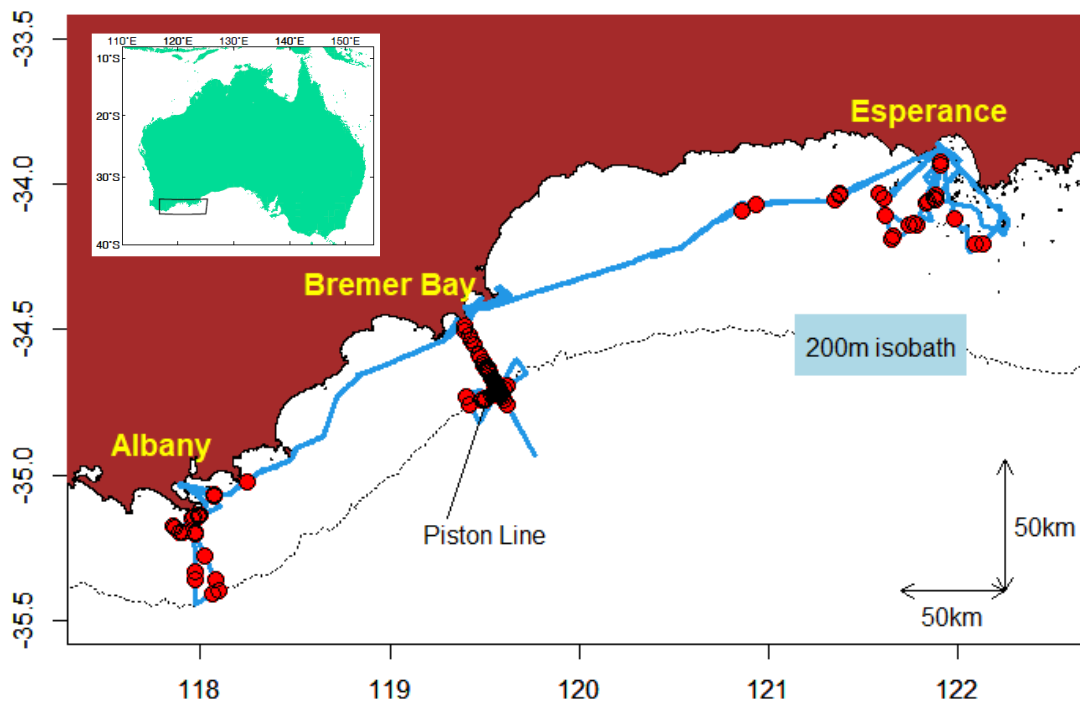 110°E 120°E 130°E 142°E 150°E
10°S
20°S
30°S
40°S
-33.5
-34.0
-34.5
-35.0
-35.5
Esperance
Bremer Bay
200m isobath
Albany
Piston Line
50km
50km
118 119 120 121 122